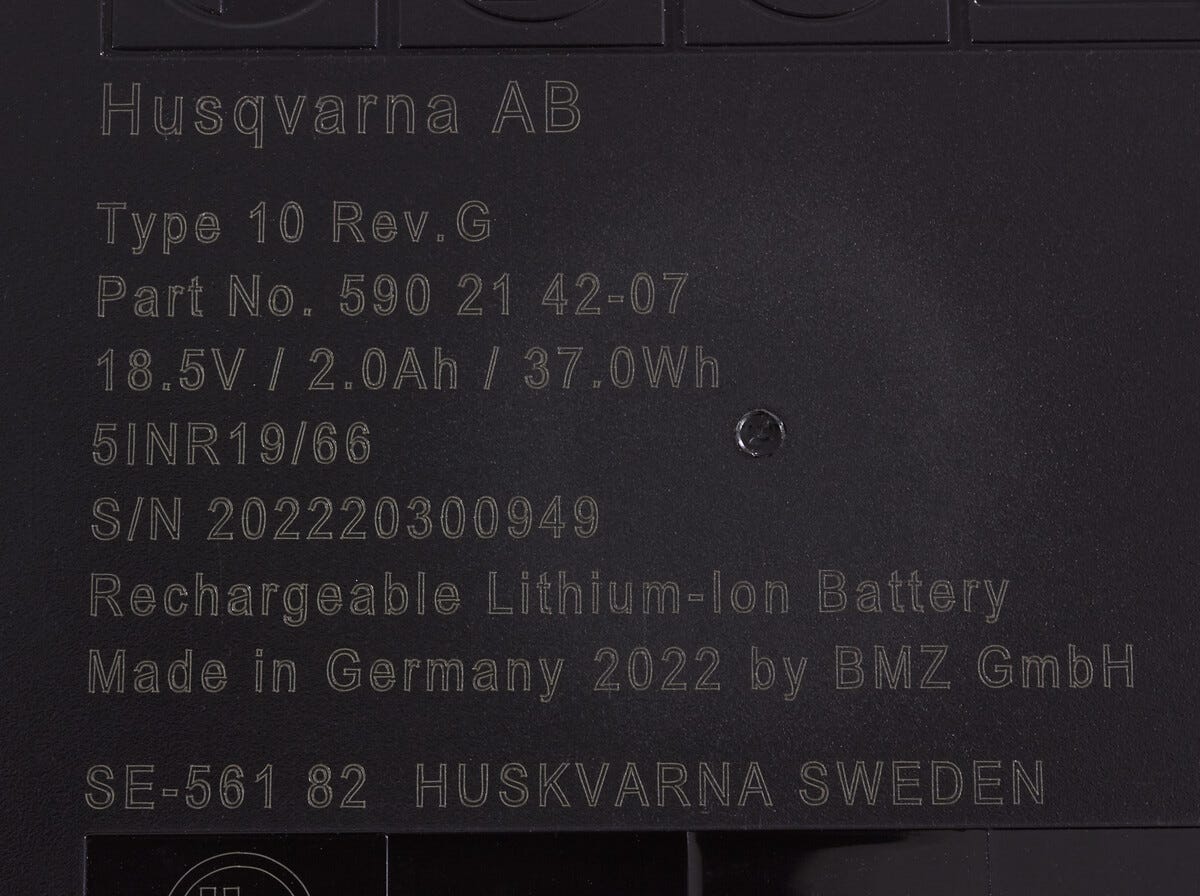 Husqvarna AB
Type 10 Rev.G
Part No. 590 21 42-07
18.5V / 2.0Ah / 37.0Wh
5INR19/66
S/N 202220300949
Rechargeable Lithium-Ion Battery
Made in Germany 2022 by BMZ GmbH
SE-561 82 HUSKVARNA SWEDEN